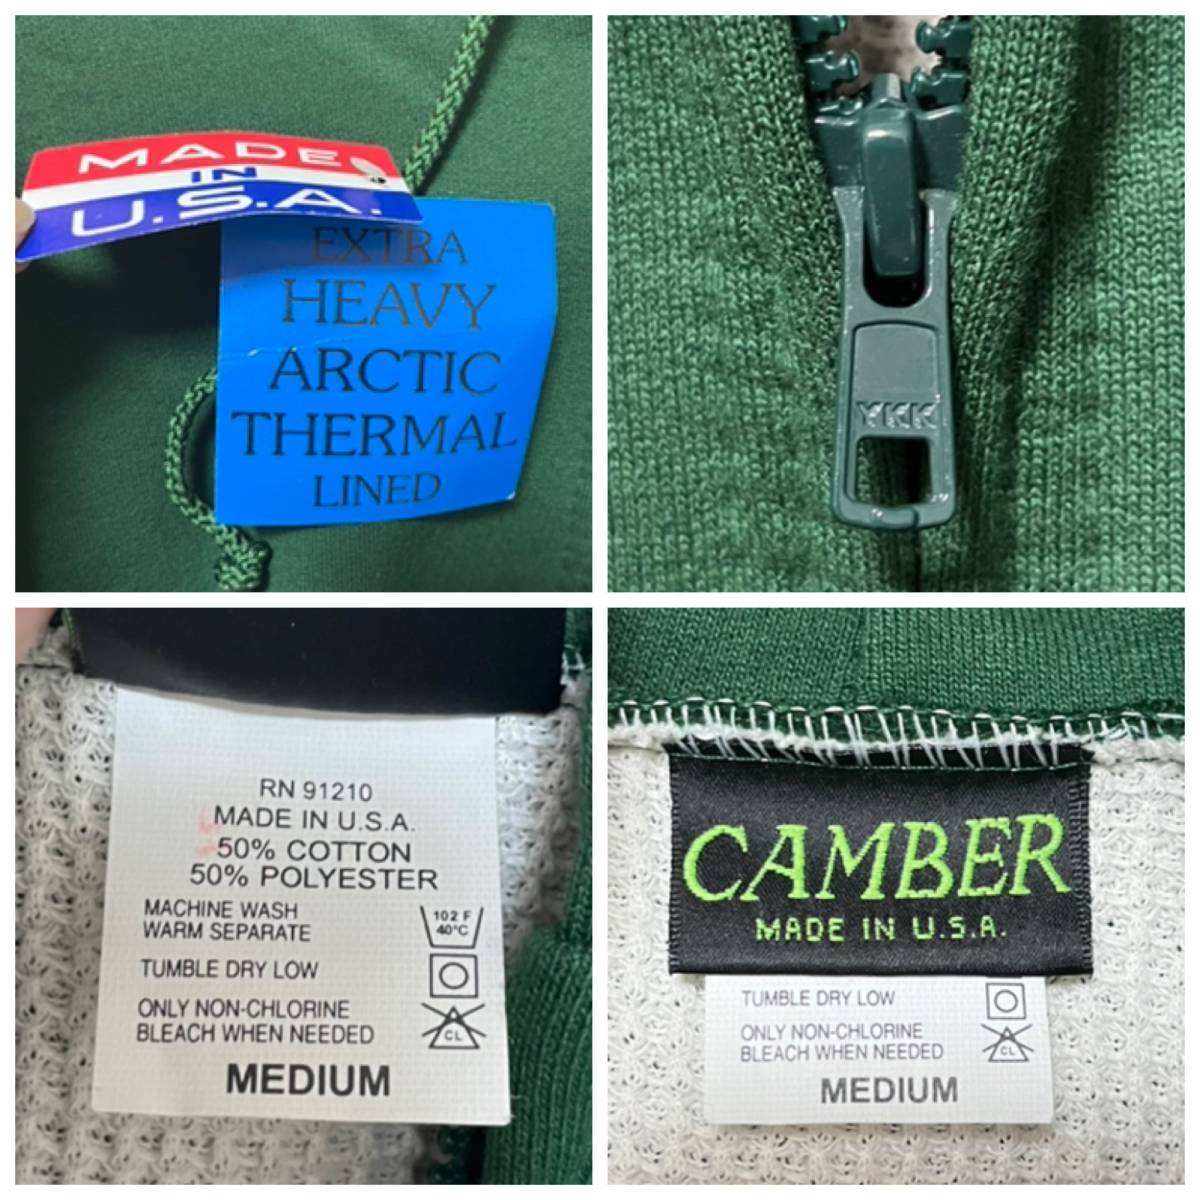 MADE
IN
U.S.A.
EXTRA
HEAVY
ARCTIC
THERMAL
LINED
YKK
RN 91210
MADE IN U.S.A.
50% COTTON
50% POLYESTER
MACHINE WASH
WARM SEPARATE
102 F
40°C
TUMBLE DRY LOW
ONLY NON-CHLORINE
BLEACH WHEN NEEDED
CL
MEDIUM
CAMBER
MADE IN U.S.A.
TUMBLE DRY LOW
ONLY NON-CHLORINE
BLEACH WHEN NEEDED
CL
MEDIUM